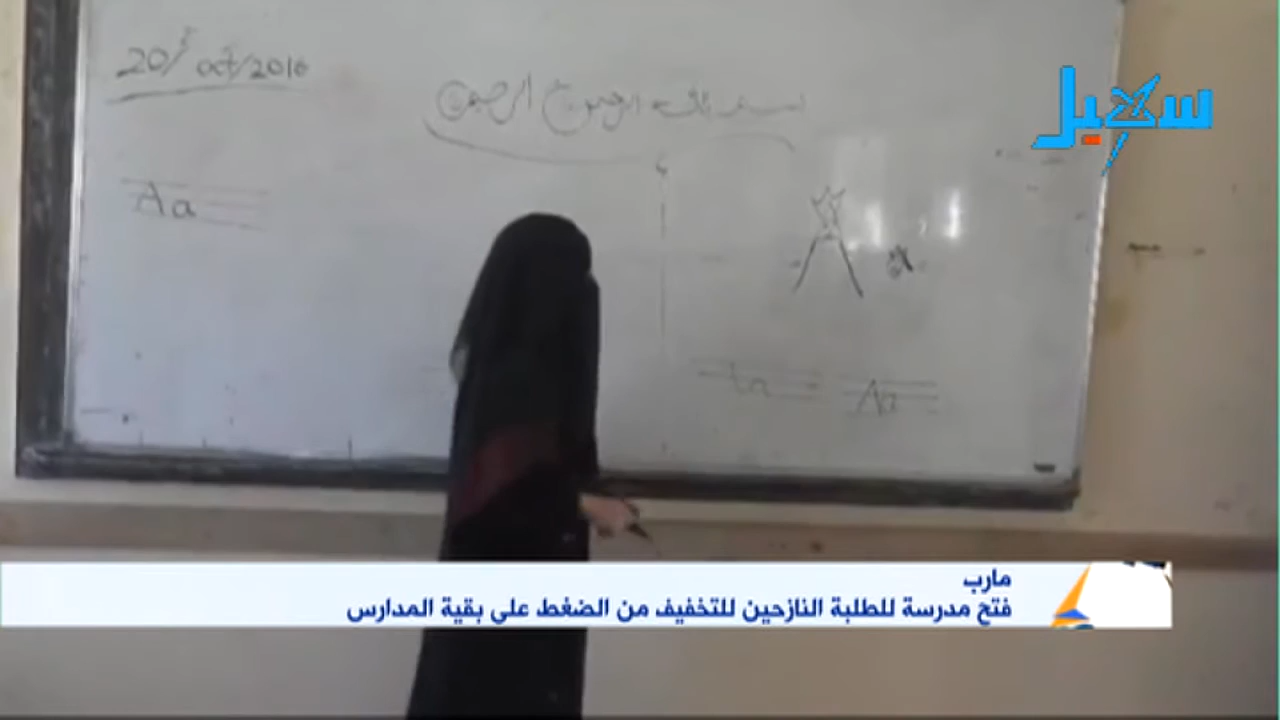 20/ oct/2016
بسم الله الرحمن الرحيم
سهيل
Aa
Aa
مارب
فتح مدرسة للطلبة النازحين للتخفيف من الضغط على بقية المدارس